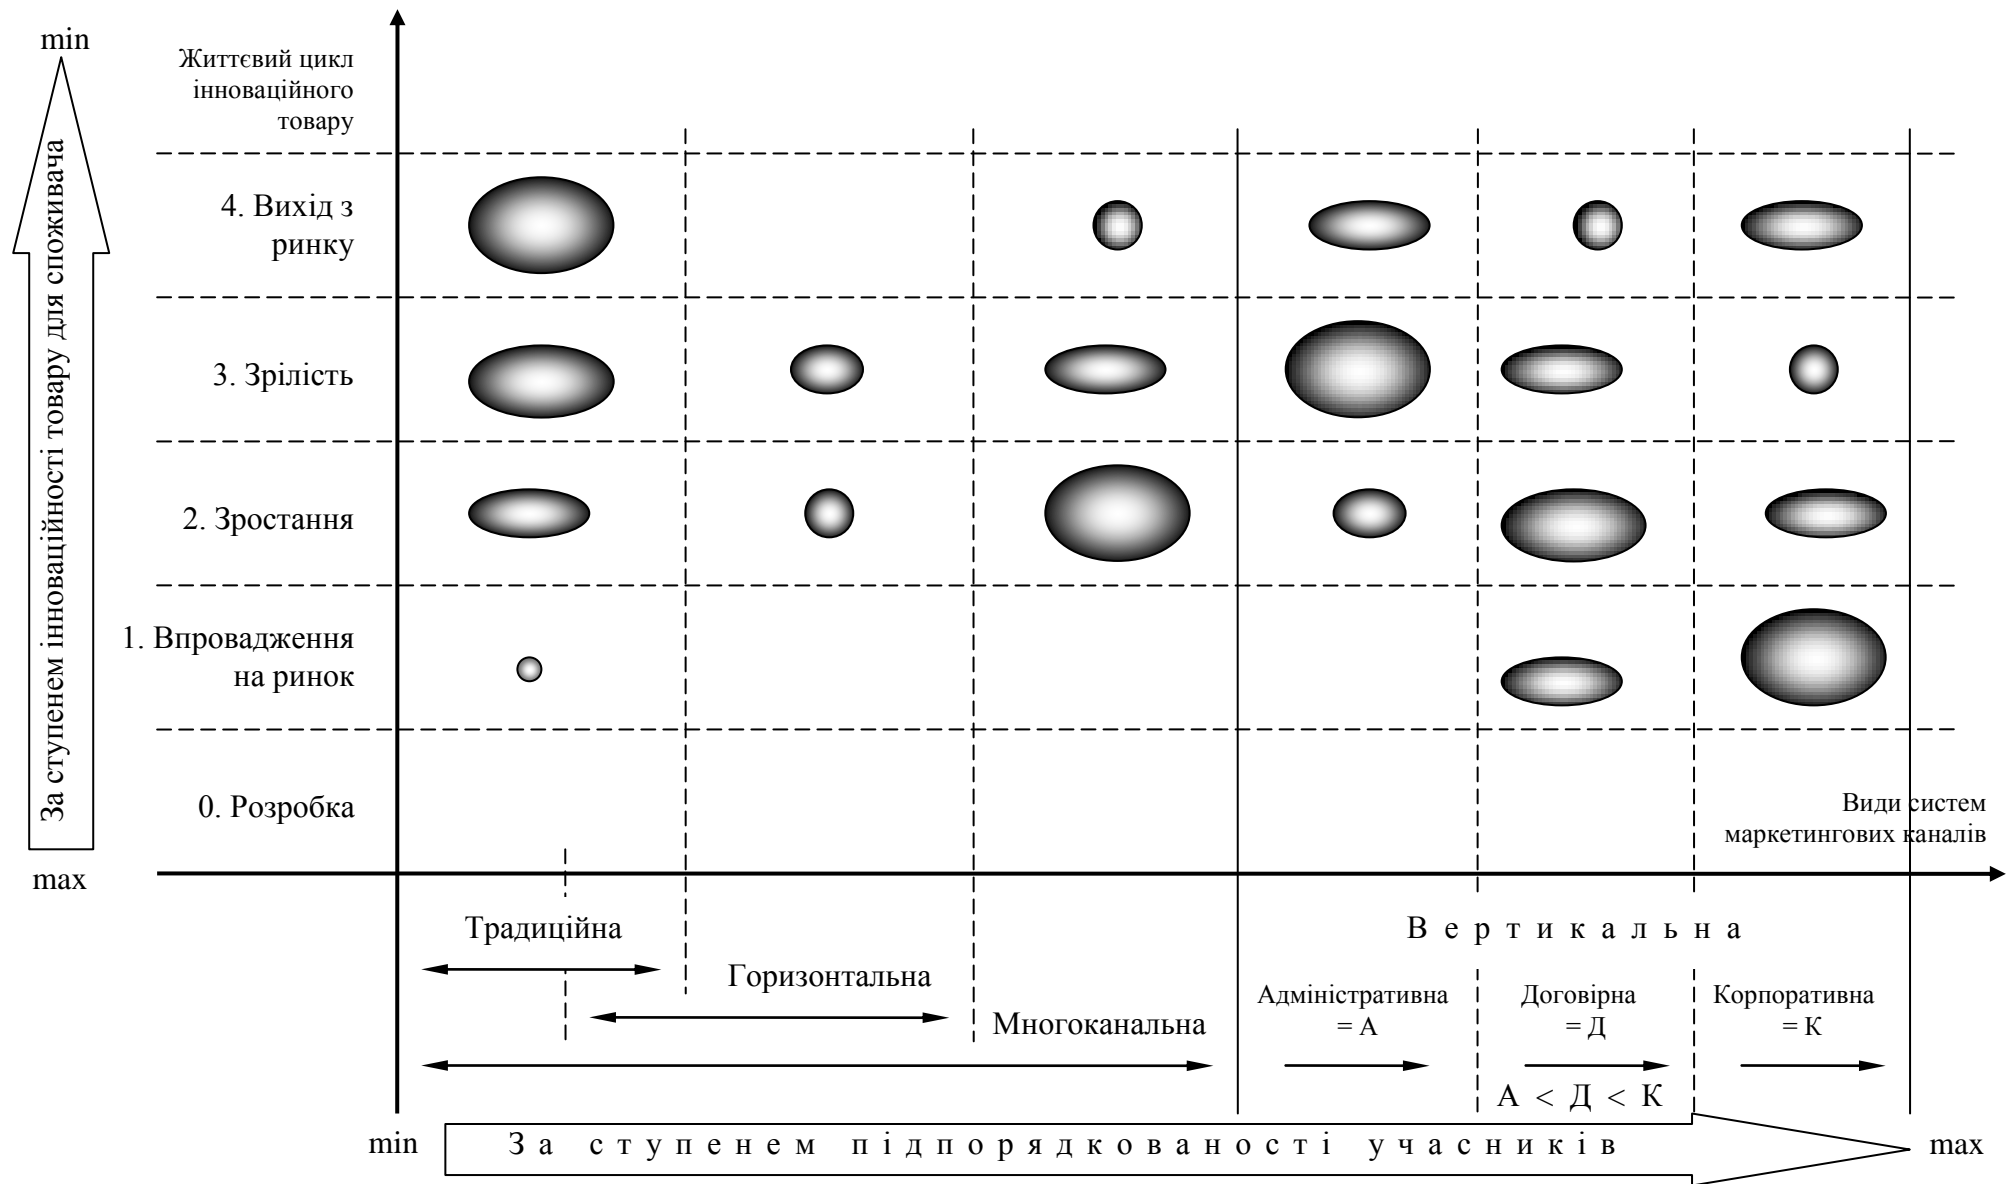 min
Життєвий цикл
інноваційного
товару
За ступенем інноваційності товару для споживача
4. Вихід з
ринку
3. Зрілість
2. Зростання
1. Впровадження
на ринок
0. Розробка
Види систем
маркетингових каналів
max
Традиційна
Вертикальна
Горизонтальна
Многоканальна
Адміністративна
= А
Договірна
= Д
Корпоративна
= К
А < Д < К
min
За ступенем підпорядкованості учасників
max